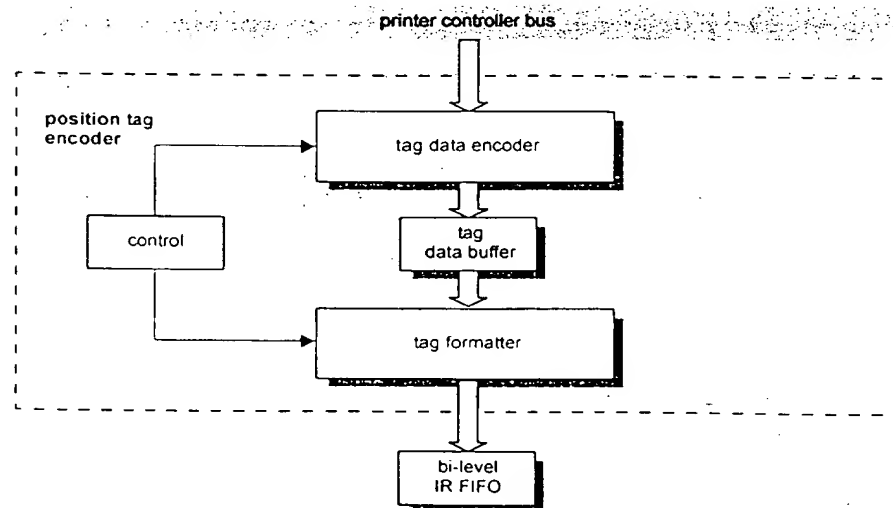 printer controller bus
position tag
encoder
tag data encoder
control
tag
data buffer
tag formatter
bi-level
IR FIFO